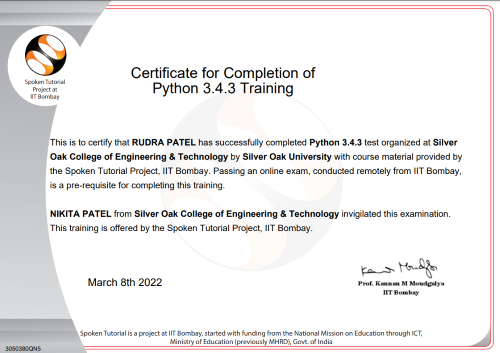 Spoken Tutorial
Project at
IIT Bombay
Certificate for Completion of
Python 3.4.3 Training
This is to certify that RUDRA PATEL has successfully completed Python 3.4.3 test organized at Silver
Oak College of Engineering & Technology by Silver Oak University with course material provided by
the Spoken Tutorial Project, IIT Bombay. Passing an online exam, conducted remotely from IIT Bombay,
is a pre-requisite for completing this training.
NIKITA PATEL from Silver Oak College of Engineering & Technology invigilated this examination.
This training is offered by the Spoken Tutorial Project, IIT Bombay.
March 8th 2022
Kannan Moudgalya
Prof. Kannan M Moudgalya
IIT Bombay
Spoken Tutorial is a project at IIT Bombay, started with funding from the National Mission on Education through ICT,
Ministry of Education (previously MHRD), Govt. of India
3050380QN5